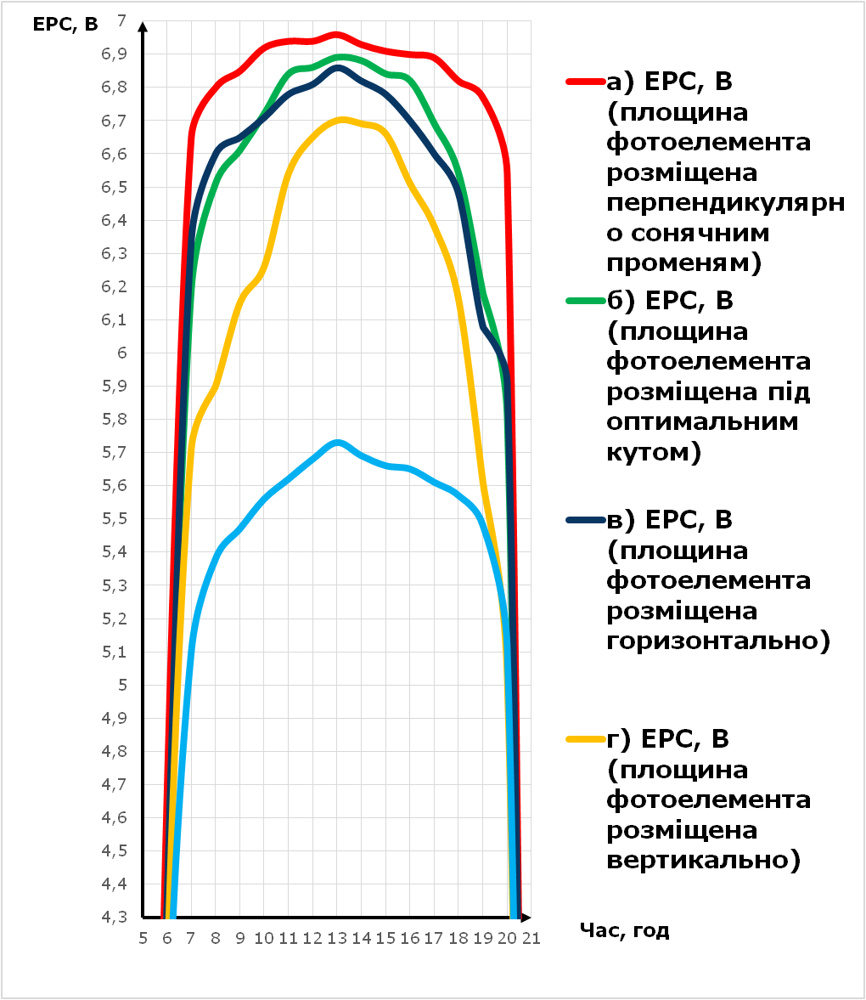 ЕРС, В
7
6,9
6,8
6,7
6,6
6,5
6,4
6,3
6,2
6,1
6
5,9
5,8
5,7
5,6
5,5
5,4
5,3
5,2
5,1
5
4,9
4,8
4,7
4,6
4,5
4,4
4,3
5 6 7 8 9 10 11 12 13 14 15 16 17 18 19 20 21
Час, год
а) ЕРС, В
(площина
фотоелемента
розміщена
перпендикулярн
о сонячним
променям)
б) ЕРС, В
(площина
фотоелемента
розміщена під
оптимальним
кутом)
в) ЕРС, В
(площина
фотоелемента
розміщена
горизонтально)
г) ЕРС, В
(площина
фотоелемента
розміщена
вертикально)